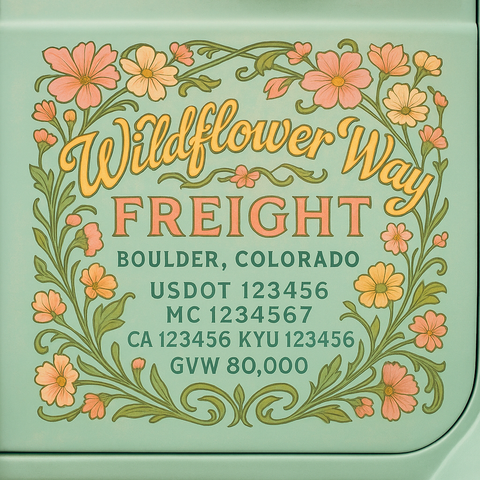 Wildflower Way
FREIGHT
BOULDER, COLORADO
USDOT 123456
MC 1234567
CA 123456 KYU 123456
GVW 80,000